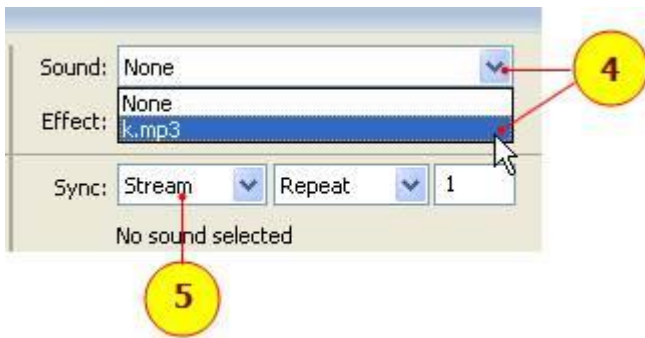 Sound: None
4
None
Effect: k.mp3
Sync: Stream Repeat 1
No sound selected
5